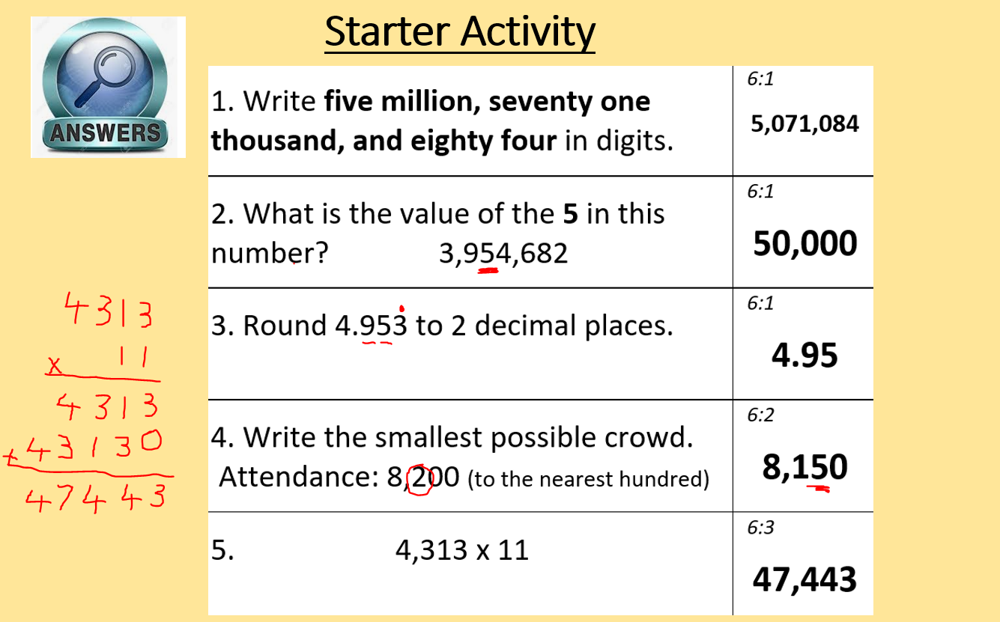 Starter Activity
ANSWERS
1. Write five million, seventy one
thousand, and eighty four in digits.
6:1
5,071,084
2. What is the value of the 5 in this
number? 3,954,682
6:1
50,000
3. Round 4.953 to 2 decimal places.
6:1
4.95
4. Write the smallest possible crowd.
Attendance: 8,200 (to the nearest hundred)
6:2
8,150
5. 4,313 x 11
6:3
47,443
4313
x 11
4313
+43130
47443